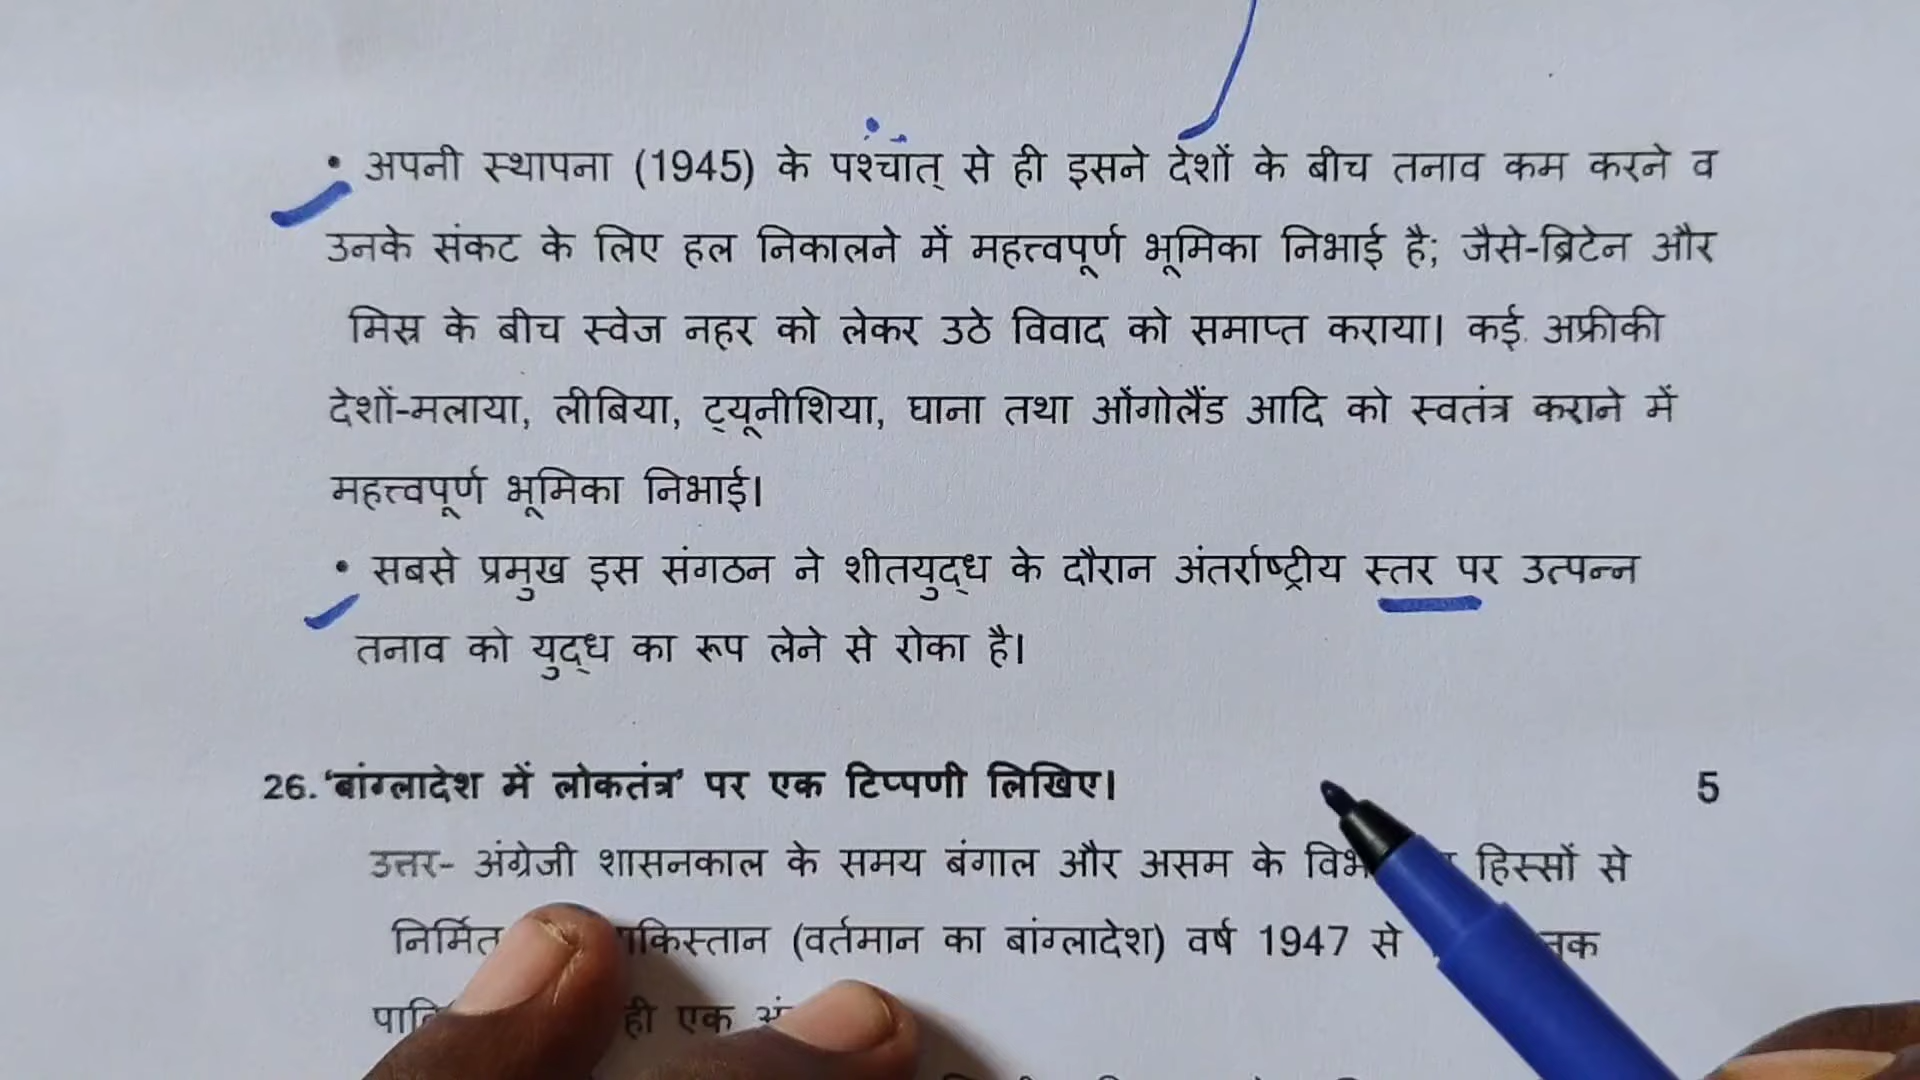 • अपनी स्थापना (1945) के पश्चात् से ही इसने देशों के बीच तनाव कम करने व
उनके संकट के लिए हल निकालने में महत्त्वपूर्ण भूमिका निभाई है; जैसे-ब्रिटेन और
मिस्र के बीच स्वेज नहर को लेकर उठे विवाद को समाप्त कराया। कई अफ्रीकी
देशों-मलाया, लीबिया, ट्यूनीशिया, घाना तथा ओंगोलैंड आदि को स्वतंत्र कराने में
महत्त्वपूर्ण भूमिका निभाई।
• सबसे प्रमुख इस संगठन ने शीतयुद्ध के दौरान अंतर्राष्ट्रीय स्तर पर उत्पन्न
तनाव को युद्ध का रूप लेने से रोका है।
26. 'बांग्लादेश में लोकतंत्र' पर एक टिप्पणी लिखिए। 5
उत्तर- अंग्रेजी शासनकाल के समय बंगाल और असम के हिस्सों से
निर्मित (वर्तमान का बांग्लादेश) वर्ष 1947 से
ही एक